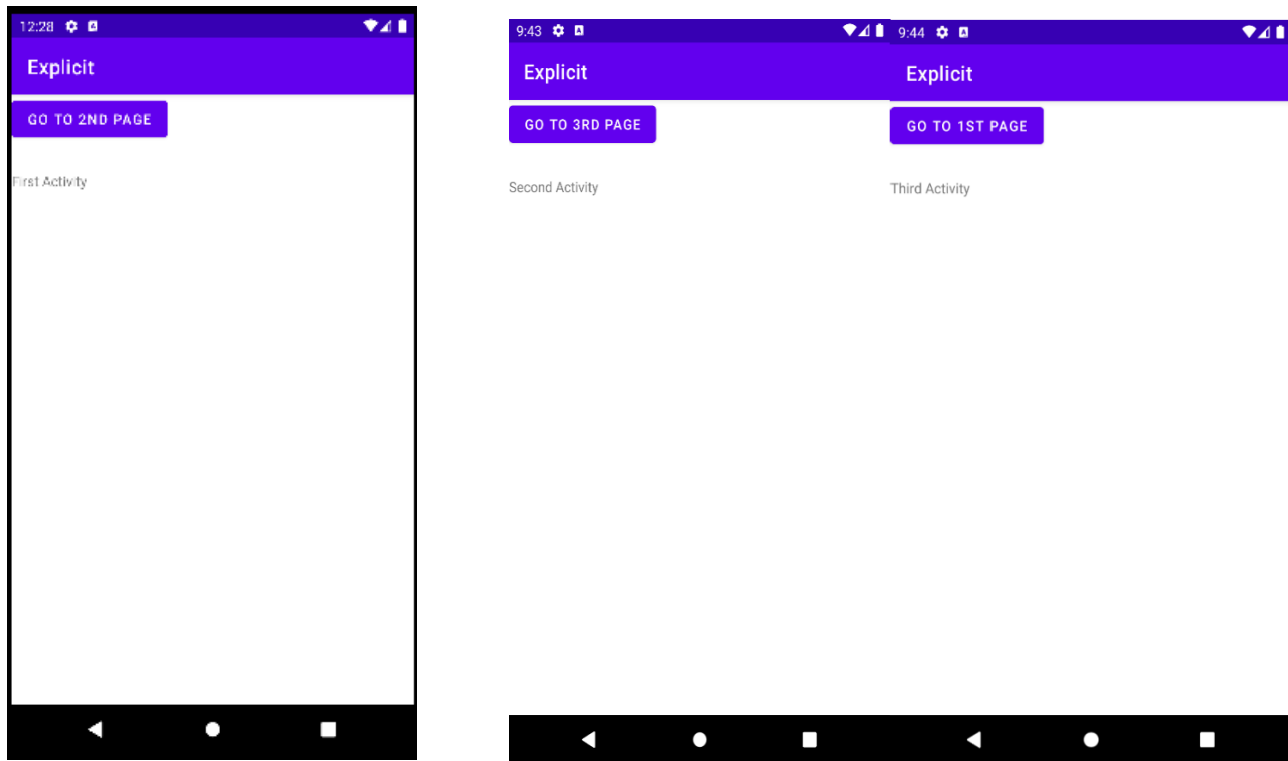 12:28
Explicit
GO TO 2ND PAGE
First Activity
9:43
Explicit
GO TO 3RD PAGE
Second Activity
9:44
Explicit
GO TO 1ST PAGE
Third Activity